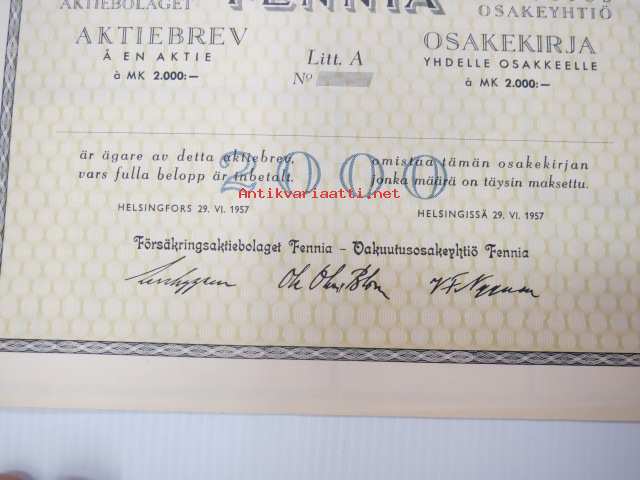 AKTIEBOLAGET
FENNIA
OSAKEYHTIÖ
AKTIEBREV
Å EN AKTIE
à MK 2.000:—
Litt. A
No
OSAKEKIRJA
YHDELLE OSAKKEELLE
à MK 2.000:—
2000
är ägare av detta aktiebrev,
vars fulla belopp är inbetalt.
omistaa tämän osakekirjan
jonka määrä on täysin maksettu.
Antikvariaatti.net
HELSINGFORS 29. VI. 1957
HELSINGISSÄ 29. VI. 1957
Försäkringsaktiebolaget Fennia – Vakuutusosakeyhtiö Fennia